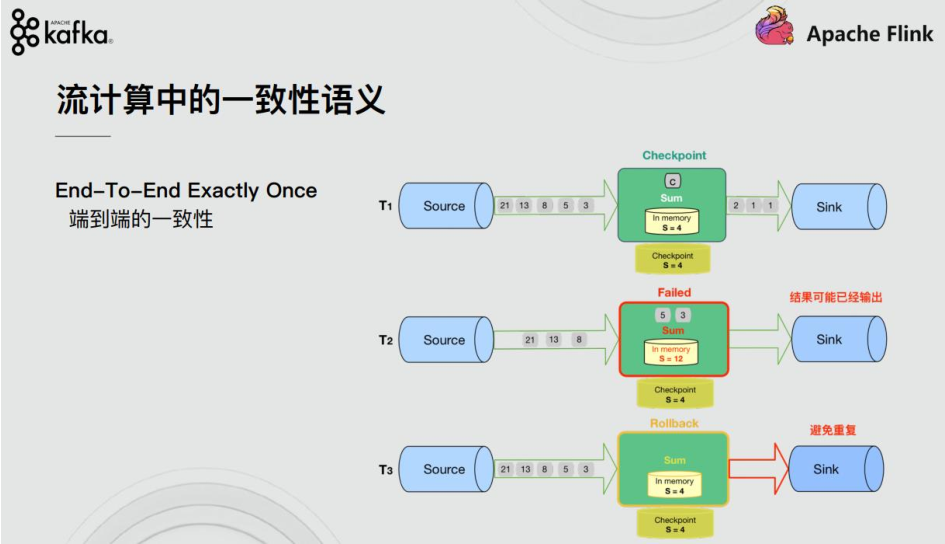 APACHE
kafka®
Apache Flink
流计算中的一致性语义
End-To-End Exactly Once
端到端的一致性
Checkpoint
T1
Source
21 13 8 5 3
C
Sum
In memory
S = 4
2 1 1
Sink
Checkpoint
S = 4
Failed
结果可能已经输出
T2
Source
21 13 8
5 3
Sum
In memory
S = 12
Sink
Checkpoint
S = 4
Rollback
避免重复
T3
Source
21 13 8 5 3
Sum
In memory
S = 4
Sink
Checkpoint
S = 4